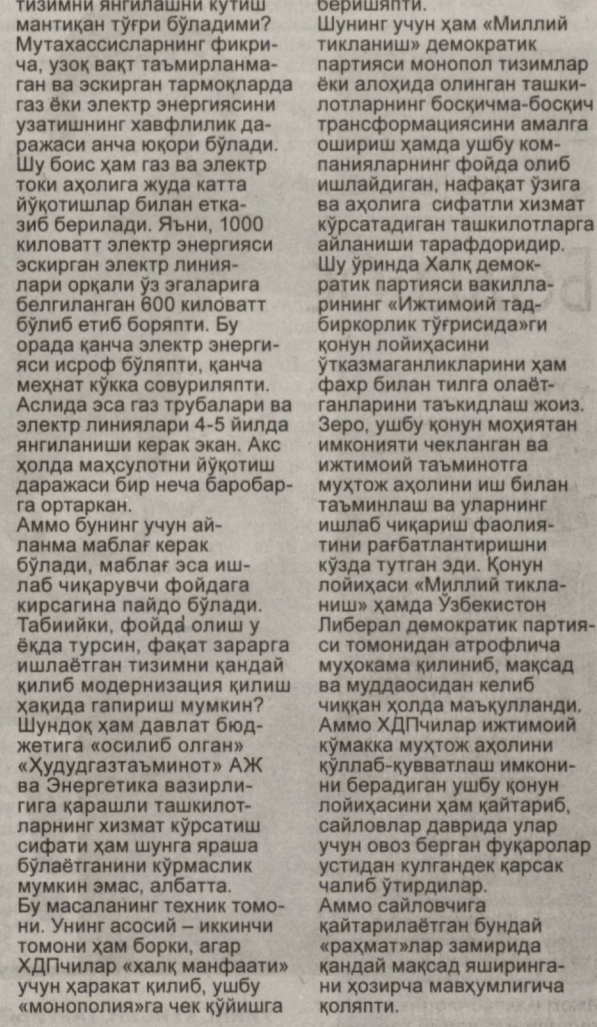 тизимни янгилашни кутиш
мантиқан тўғри бўладими?
Мутахассисларнинг фикри-
ча, узоқ вақт таъмирланма-
ган ва эскирган тармоқларда
газ ёки электр энергиясини
узатишнинг хавфлилик да-
ражаси анча юқори бўлади.
Шу боис ҳам газ ва электр
токи аҳолига жуда катта
йўқотишлар билан етка-
зиб берилади. Яъни, 1000
киловатт электр энергияси
эскирган электр линия-
лари орқали ўз эгаларига
белгиланган 600 киловатт
бўлиб етиб боряпти. Бу
орада қанча электр энерги-
яси исроф бўляпти, қанча
меҳнат кўкка совуриляпти.
Аслида эса газ трубалари ва
электр линиялари 4-5 йилда
янгиланиши керак экан. Акс
ҳолда маҳсулотни йўқотиш
даражаси бир неча баробар-
га ортаркан.
Аммо бунинг учун ай-
ланма маблағ керак
бўлади, маблағ эса иш-
лаб чиқарувчи фойдага
кирсагина пайдо бўлади.
Табиийки, фойда олиш у
ёқда турсин, фақат зарарга
ишлаётган тизимни қандай
қилиб модернизация қилиш
ҳақида гапириш мумкин?
Шундоқ ҳам давлат бюд-
жетига «осилиб олган»
«Ҳудудгазтаъминот» АЖ
ва Энергетика вазирли-
гига қарашли ташкилот-
ларнинг хизмат кўрсатиш
сифати ҳам шунга яраша
бўлаётганини кўрмаслик
мумкин эмас, албатта.
Бу масаланинг техник томо-
ни. Унинг асосий – иккинчи
томони ҳам борки, агар
ХДПчилар «халқ манфаати»
учун ҳаракат қилиб, ушбу
«монополия»га чек қўйишга
беришяпти.
Шунинг учун ҳам «Миллий
тикланиш» демократик
партияси монопол тизимлар
ёки алоҳида олинган ташки-
лотларнинг босқичма-босқич
трансформациясини амалга
ошириш ҳамда ушбу ком-
панияларнинг фойда олиб
ишлайдиган, нафақат ўзига
ва аҳолига сифатли хизмат
кўрсатадиган ташкилотларга
айланиши тарафдоридир.
Шу ўринда Халқ демок-
ратик партияси вакилла-
рининг «Ижтимоий тад-
биркорлик тўғрисида»ги
қонун лойиҳасини
ўтказмаганликларини ҳам
фахр билан тилга олаёт-
ганларини таъкидлаш жоиз.
Зеро, ушбу қонун моҳиятан
имконияти чекланган ва
ижтимоий таъминотга
муҳтож аҳолини иш билан
таъминлаш ва уларнинг
ишлаб чиқариш фаолия-
тини рағбатлантиришни
кўзда тутган эди. Қонун
лойиҳаси «Миллий тикла-
ниш» ҳамда Ўзбекистон
Либерал демократик партия-
си томонидан атрофлича
муҳокама қилиниб, мақсад
ва муддаосидан келиб
чиққан ҳолда маъқулланди.
Аммо ХДПчилар ижтимоий
кўмакка муҳтож аҳолини
қўллаб-қувватлаш имкони-
ни берадиган ушбу қонун
лойиҳасини ҳам қайтариб,
сайловлар даврида улар
учун овоз берган фуқаролар
устидан кулгандек қарсак
чалиб ўтирдилар.
Аммо сайловчига
қайтарилаётган бундай
«раҳмат»лар замирида
қандай мақсад яширинга-
ни ҳозирча мавҳумлигича
қоляпти.